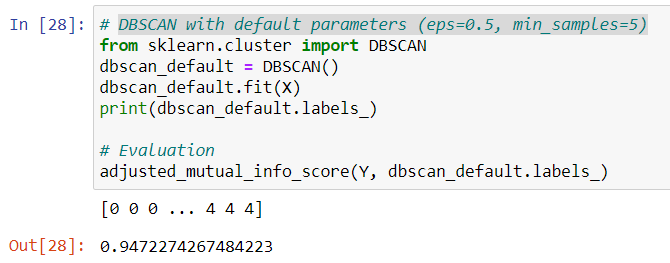 In [28]: # DBSCAN with default parameters (eps=0.5, min_samples=5)
from sklearn.cluster import DBSCAN
dbscan_default = DBSCAN()
dbscan_default.fit(X)
print(dbscan_default.labels_)
# Evaluation
adjusted_mutual_info_score(Y, dbscan_default.labels_)
[0 0 0 ... 4 4 4]
Out[28]: 0.9472274267484223